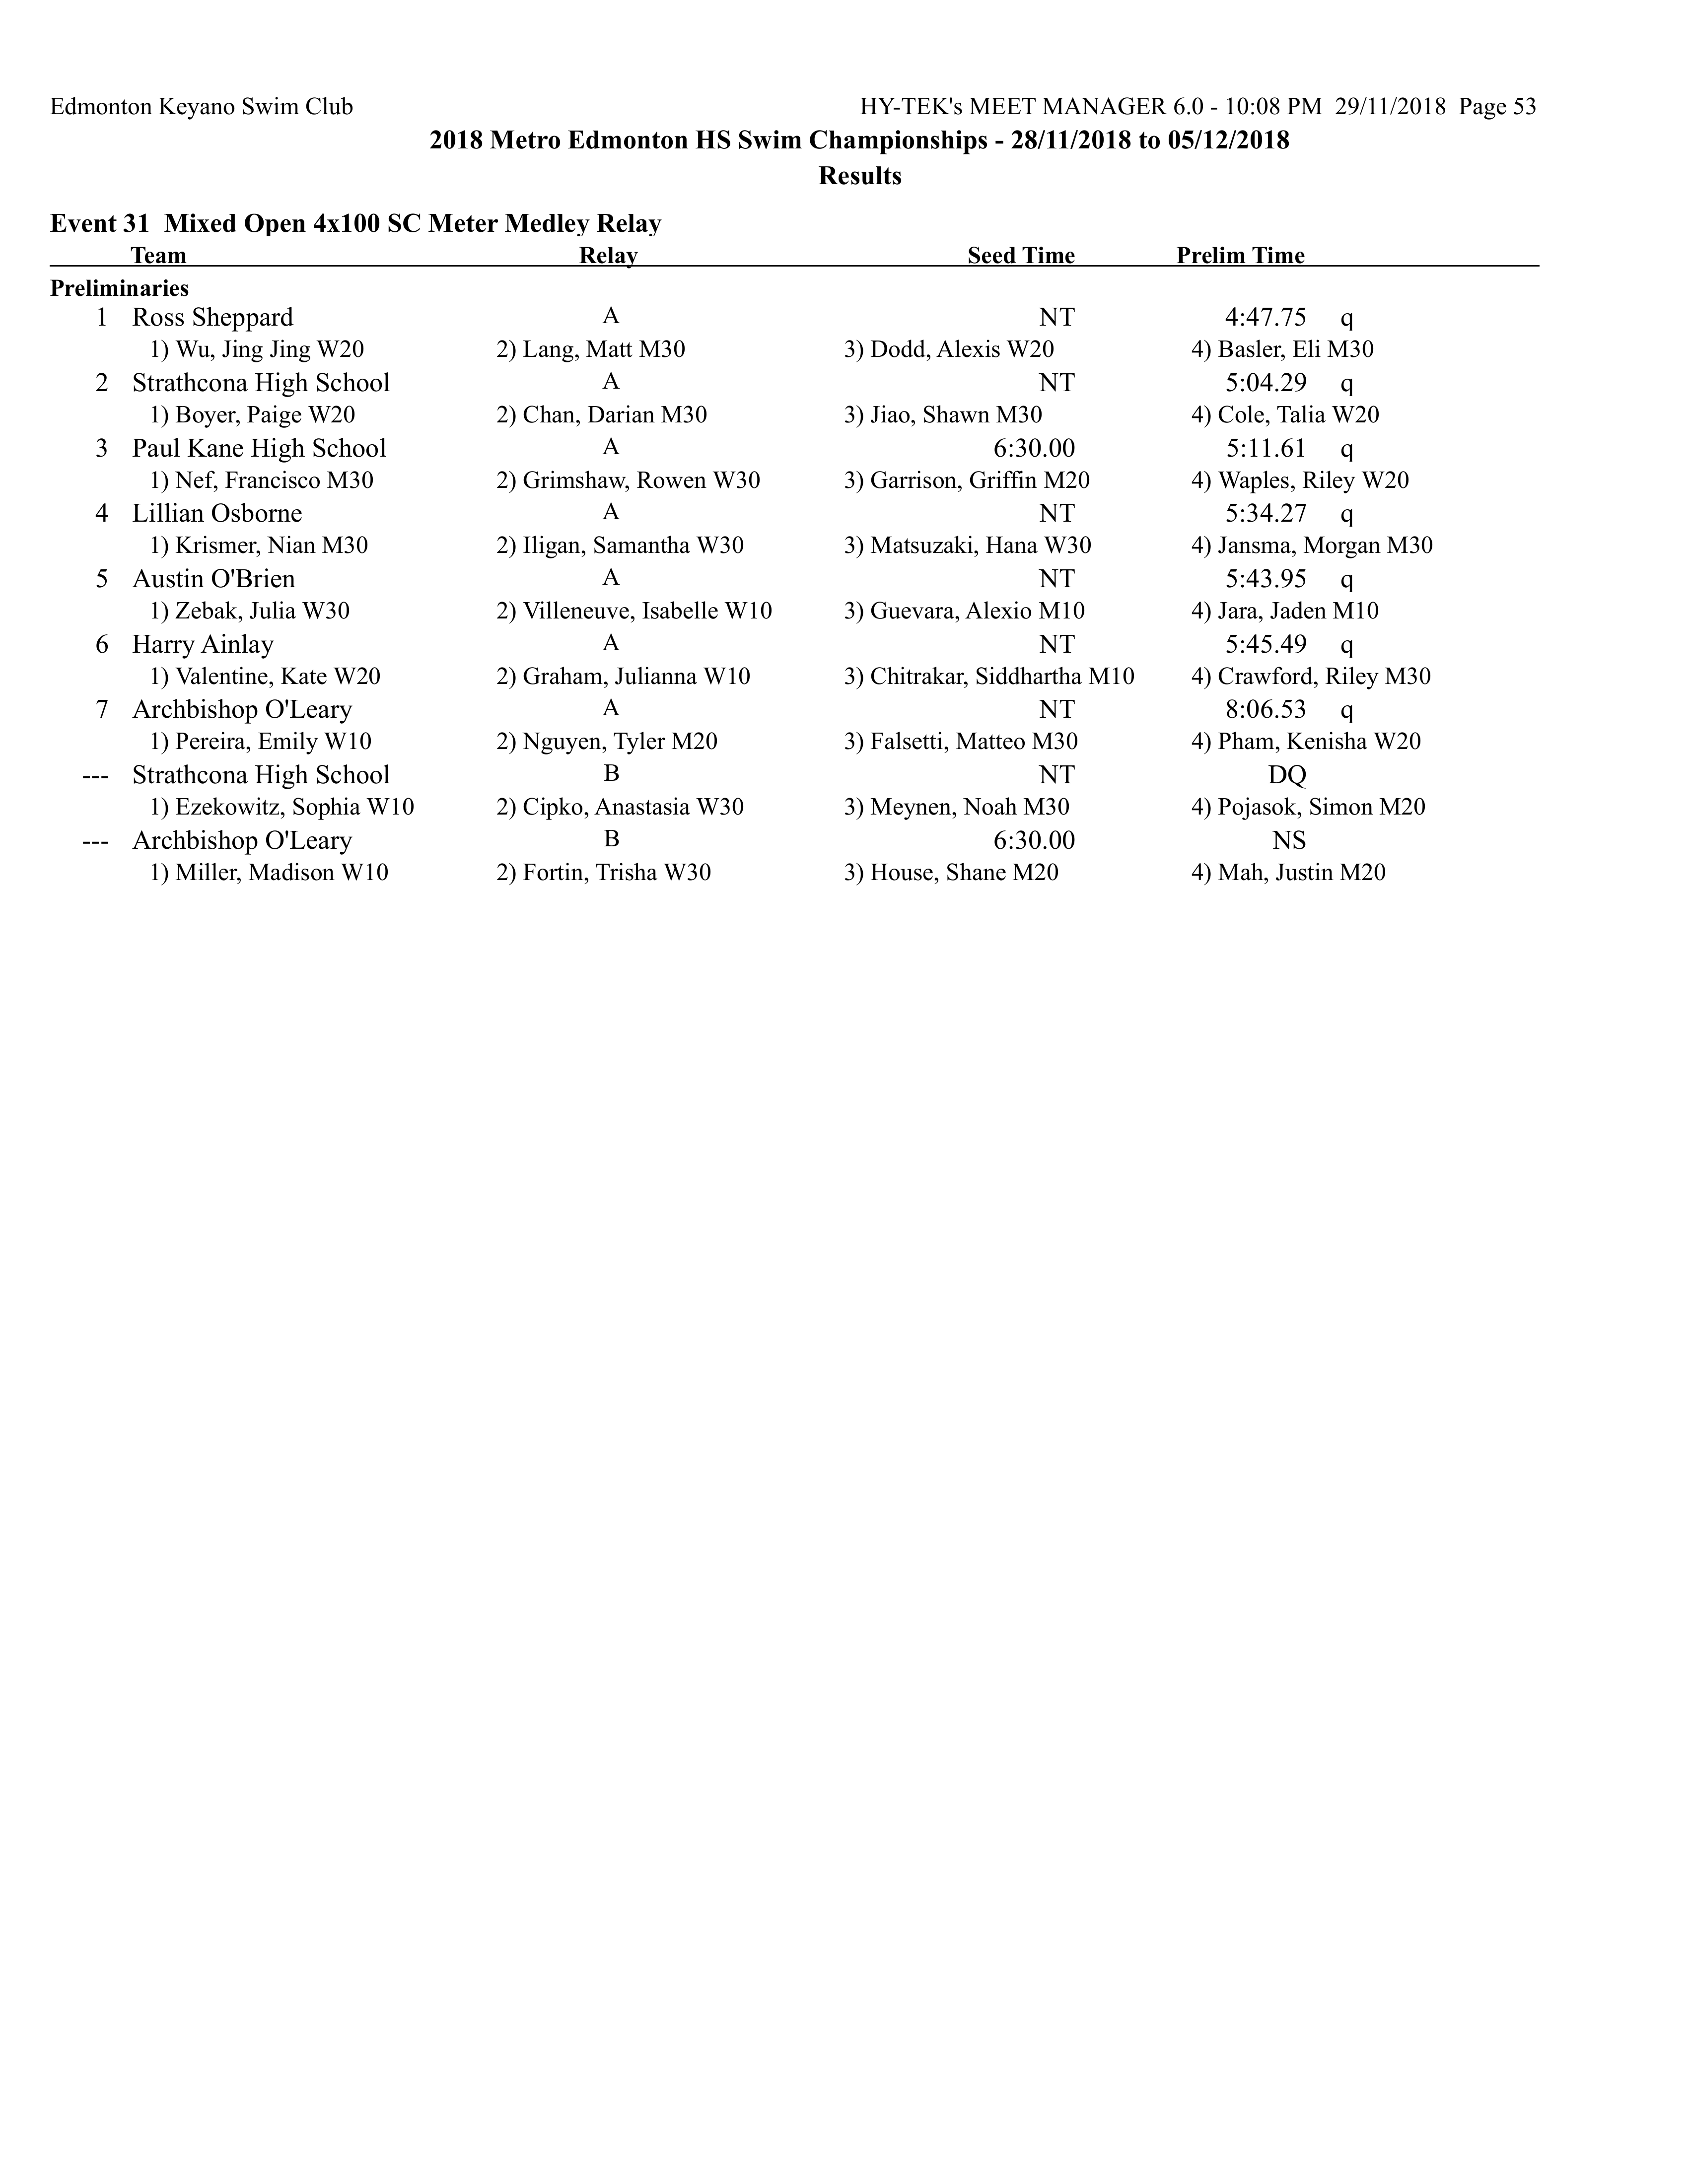 Edmonton Keyano Swim Club HY-TEK's MEET MANAGER 6.0 - 10:08 PM 29/11/2018 Page 53
2018 Metro Edmonton HS Swim Championships - 28/11/2018 to 05/12/2018
Results
Event 31 Mixed Open 4x100 SC Meter Medley Relay
Team Relay Seed Time Prelim Time
Preliminaries
1 Ross Sheppard A NT 4:47.75 q
1) Wu, Jing Jing W20 2) Lang, Matt M30 3) Dodd, Alexis W20 4) Basler, Eli M30
2 Strathcona High School A NT 5:04.29 q
1) Boyer, Paige W20 2) Chan, Darian M30 3) Jiao, Shawn M30 4) Cole, Talia W20
3 Paul Kane High School A 6:30.00 5:11.61 q
1) Nef, Francisco M30 2) Grimshaw, Rowen W30 3) Garrison, Griffin M20 4) Waples, Riley W20
4 Lillian Osborne A NT 5:34.27 q
1) Krismer, Nian M30 2) Iligan, Samantha W30 3) Matsuzaki, Hana W30 4) Jansma, Morgan M30
5 Austin O'Brien A NT 5:43.95 q
1) Zebak, Julia W30 2) Villeneuve, Isabelle W10 3) Guevara, Alexio M10 4) Jara, Jaden M10
6 Harry Ainlay A NT 5:45.49 q
1) Valentine, Kate W20 2) Graham, Julianna W10 3) Chitrakar, Siddhartha M10 4) Crawford, Riley M30
7 Archbishop O'Leary A NT 8:06.53 q
1) Pereira, Emily W10 2) Nguyen, Tyler M20 3) Falsetti, Matteo M30 4) Pham, Kenisha W20
--- Strathcona High School B NT DQ
1) Ezekowitz, Sophia W10 2) Cipko, Anastasia W30 3) Meynen, Noah M30 4) Pojasok, Simon M20
--- Archbishop O'Leary B 6:30.00 NS
1) Miller, Madison W10 2) Fortin, Trisha W30 3) House, Shane M20 4) Mah, Justin M20